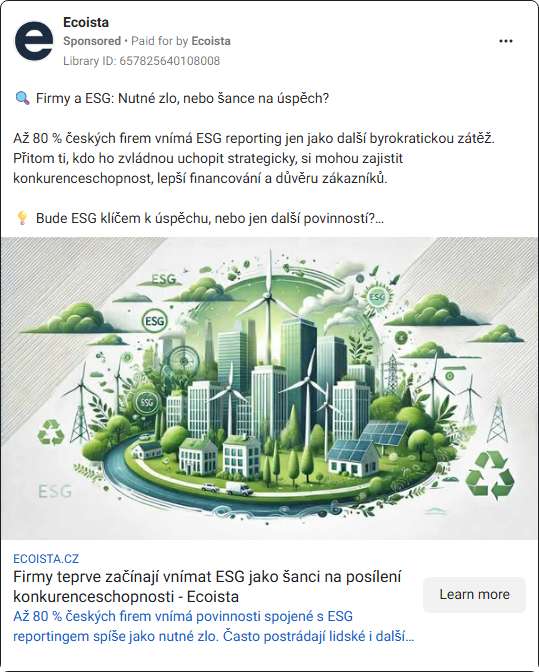 Ecoista
Sponsored • Paid for by Ecoista
Library ID: 657825640108008
🔍 Firmy a ESG: Nutné zlo, nebo šance na úspěch?
Až 80 % českých firem vnímá ESG reporting jen jako další byrokratickou zátěž.
Přitom ti, kdo ho zvládnou uchopit strategicky, si mohou zajistit
konkurenceschopnost, lepší financování a důvěru zákazníků.
💡 Bude ESG klíčem k úspěchu, nebo jen další povinností?...
ESG
ESG
ESG
ESG
ESG
ECOISTA.CZ
Firmy teprve začínají vnímat ESG jako šanci na posílení
konkurenceschopnosti - Ecoista
Learn more
Až 80 % českých firem vnímá povinnosti spojené s ESG
reportingem spíše jako nutné zlo. Často postrádají lidské i další...